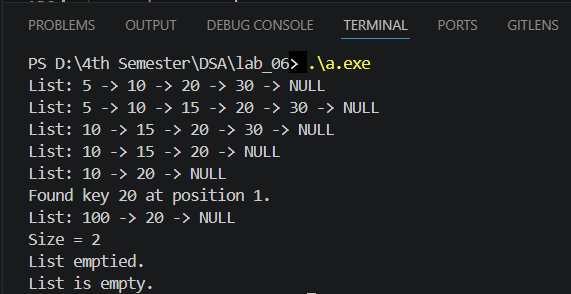 PROBLEMS OUTPUT DEBUG CONSOLE TERMINAL PORTS GITLENS
PS D:\4th Semester\DSA\lab_06> .\a.exe
List: 5 -> 10 -> 20 -> 30 -> NULL
List: 5 -> 10 -> 15 -> 20 -> 30 -> NULL
List: 10 -> 15 -> 20 -> 30 -> NULL
List: 10 -> 15 -> 20 -> NULL
List: 10 -> 20 -> NULL
Found key 20 at position 1.
List: 100 -> 20 -> NULL
Size = 2
List emptied.
List is empty.